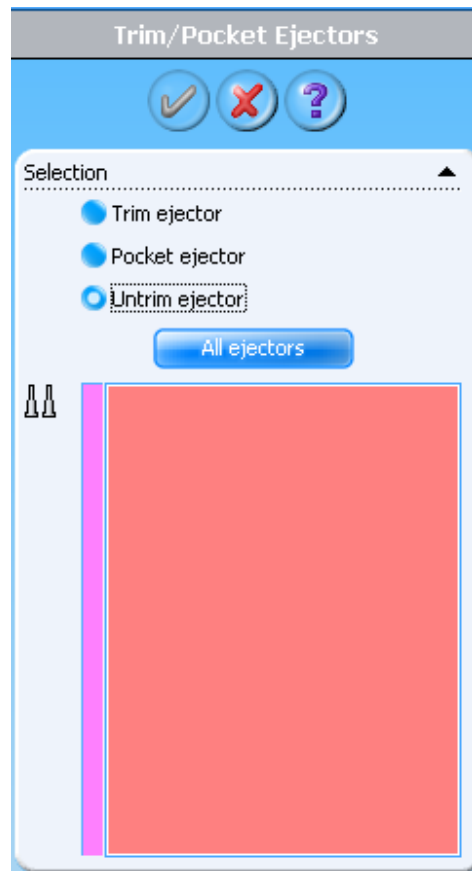 Trim/Pocket Ejectors
?
Selection
Trim ejector
Pocket ejector
Untrim ejector
All ejectors